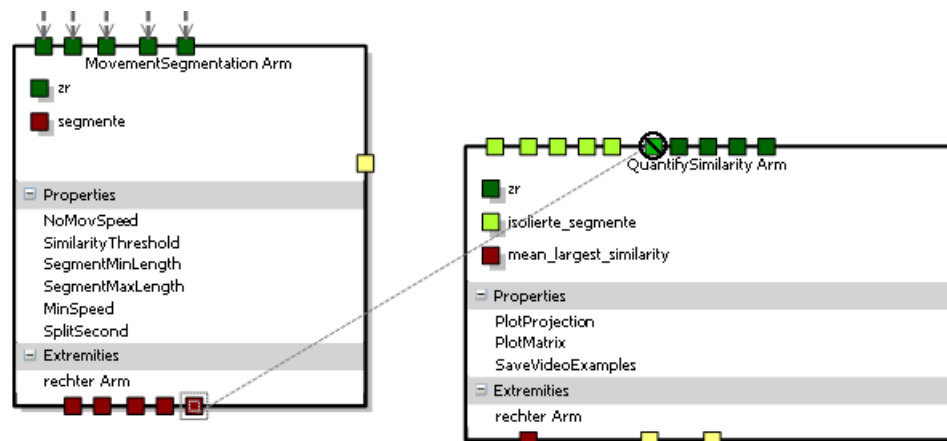 MovementSegmentation Arm
zr
segmente
Properties
NoMovSpeed
SimilarityThreshold
SegmentMinLength
SegmentMaxLength
MinSpeed
SplitSecond
Extremities
rechter Arm
QuantifySimilarity Arm
zr
isolierte_segmente
mean_largest_similarity
Properties
PlotProjection
PlotMatrix
SaveVideoExamples
Extremities
rechter Arm